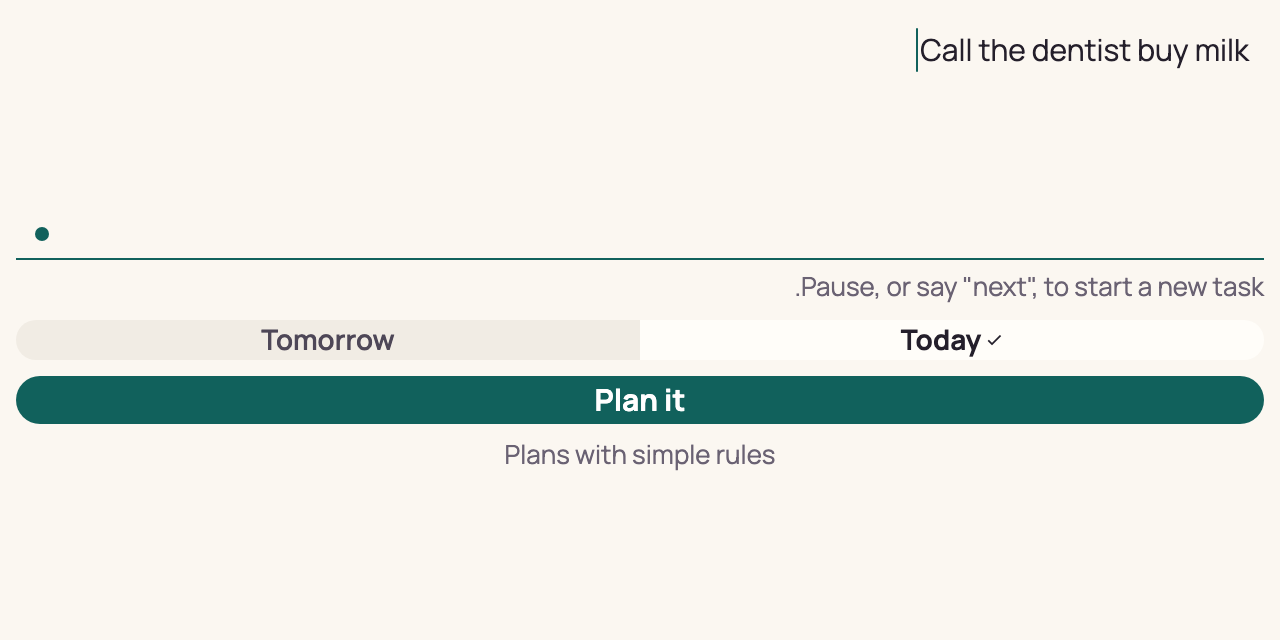 Call the dentist buy milk
.Pause, or say "next", to start a new task
Today ✓
Tomorrow
Plan it
Plans with simple rules